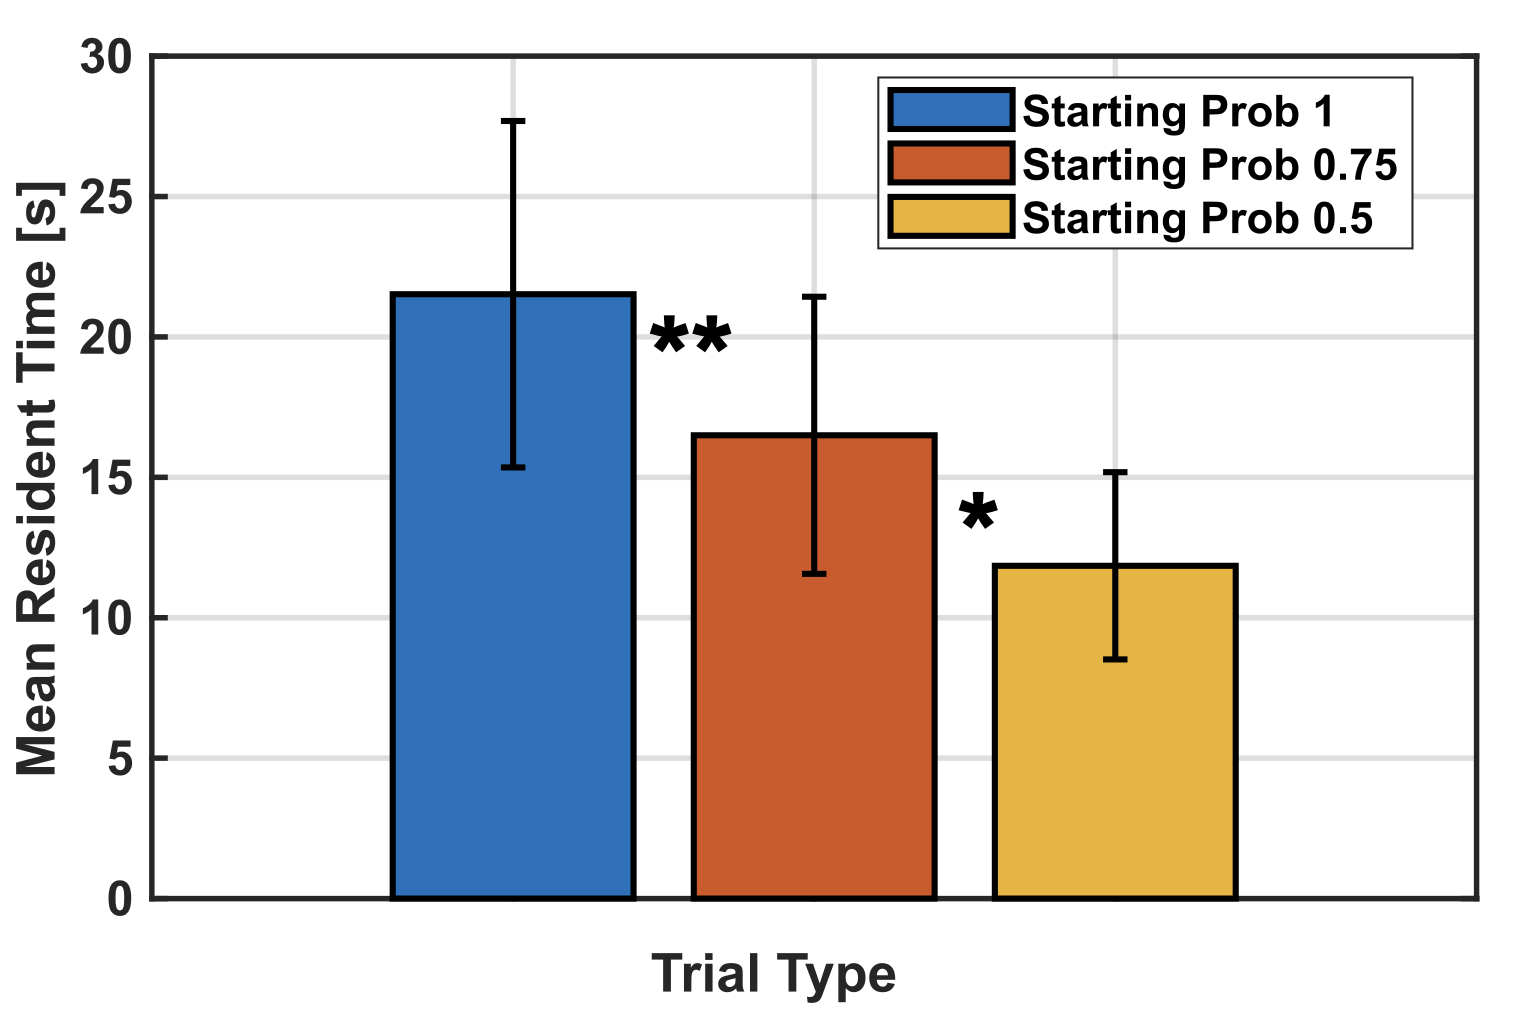 30
25
20
15
10
5
0
Mean Resident Time [s]
Starting Prob 1
Starting Prob 0.75
Starting Prob 0.5
**
*
Trial Type